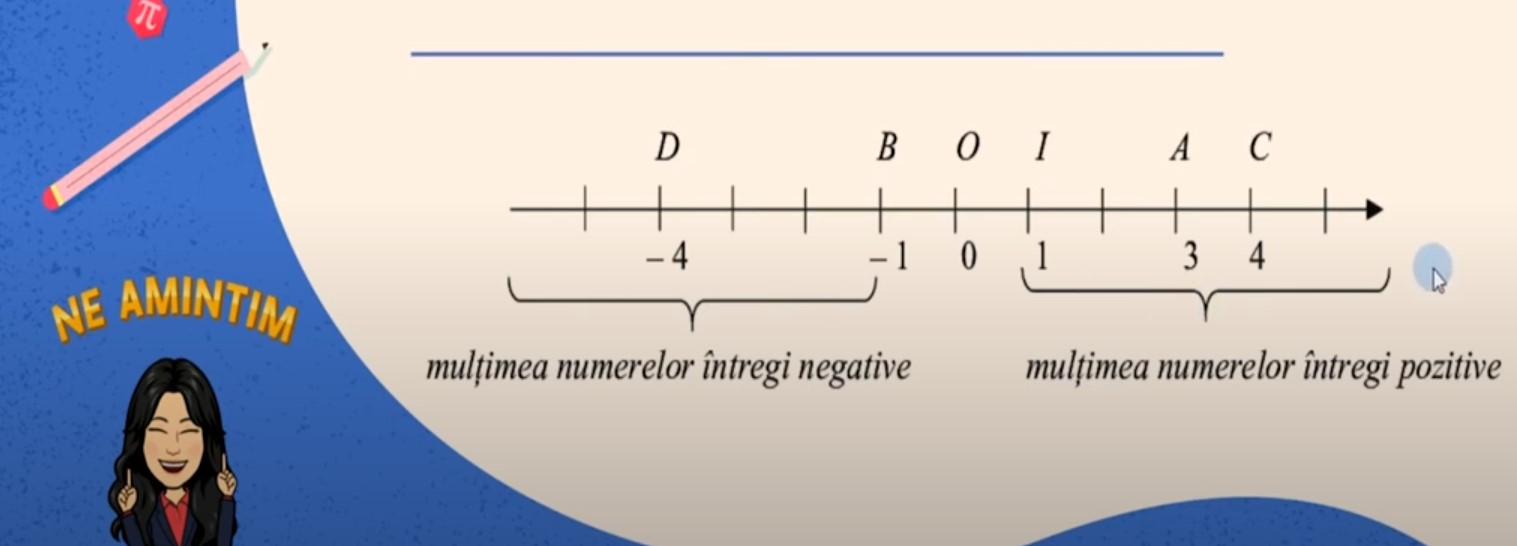 π
D B O I A C
– 4 – 1 0 1 3 4
NE AMINTIM
mulțimea numerelor întregi negative
mulțimea numerelor întregi pozitive